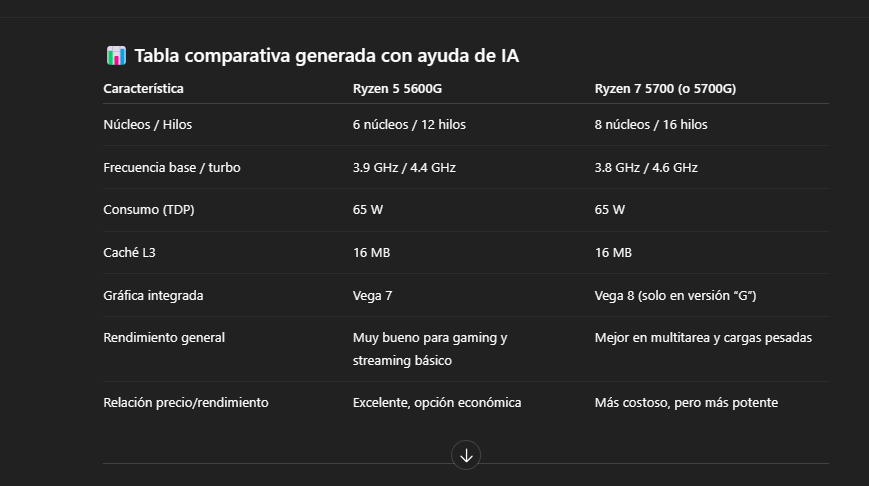 📊 Tabla comparativa generada con ayuda de IA
Característica Ryzen 5 5600G Ryzen 7 5700 (o 5700G)
Núcleos / Hilos 6 núcleos / 12 hilos 8 núcleos / 16 hilos
Frecuencia base / turbo 3.9 GHz / 4.4 GHz 3.8 GHz / 4.6 GHz
Consumo (TDP) 65 W 65 W
Caché L3 16 MB 16 MB
Gráfica integrada Vega 7 Vega 8 (solo en versión “G”)
Rendimiento general Muy bueno para gaming y Mejor en multitarea y cargas pesadas
streaming básico
Relación precio/rendimiento Excelente, opción económica Más costoso, pero más potente